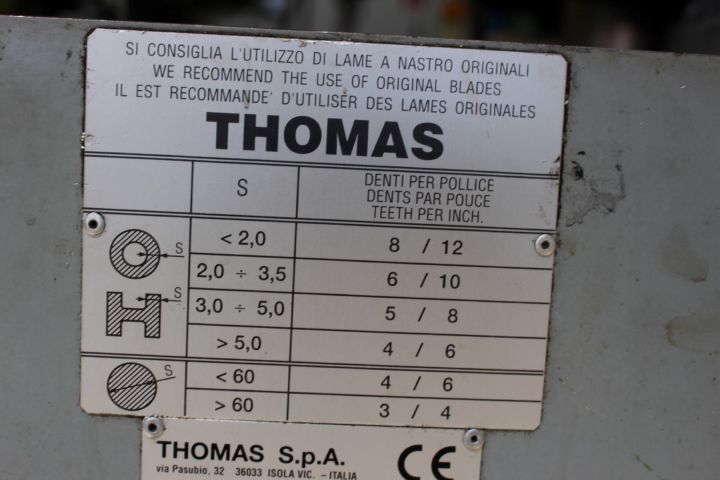 SI CONSIGLIA L'UTILIZZO DI LAME A NASTRO ORIGINALI
WE RECOMMEND THE USE OF ORIGINAL BLADES
IL EST RECOMMANDE' D'UTILISER DES LAMES ORIGINALES
THOMAS
S
DENTI PER POLLICE
DENTS PAR POUCE
TEETH PER INCH.
S < 2,0 8 / 12
2,0 ÷ 3,5 6 / 10
S 3,0 ÷ 5,0 5 / 8
> 5,0 4 / 6
S < 60 4 / 6
> 60 3 / 4
THOMAS S.p.A. CE
via Pasubio, 32 36033 ISOLA VIC. - ITALIA